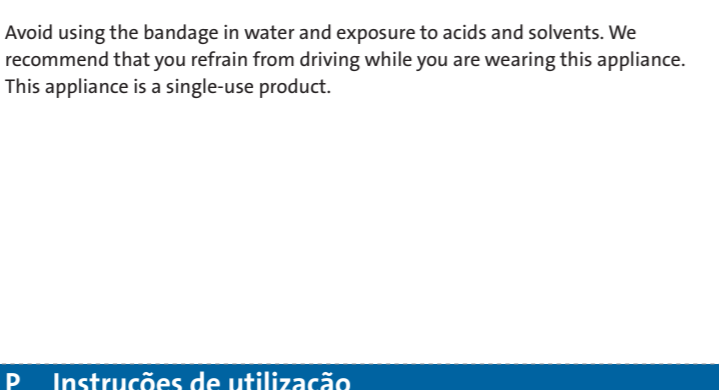 Avoid using the bandage in water and exposure to acids and solvents. We
recommend that you refrain from driving while you are wearing this appliance.
This appliance is a single-use product.
P Instruções de utilização